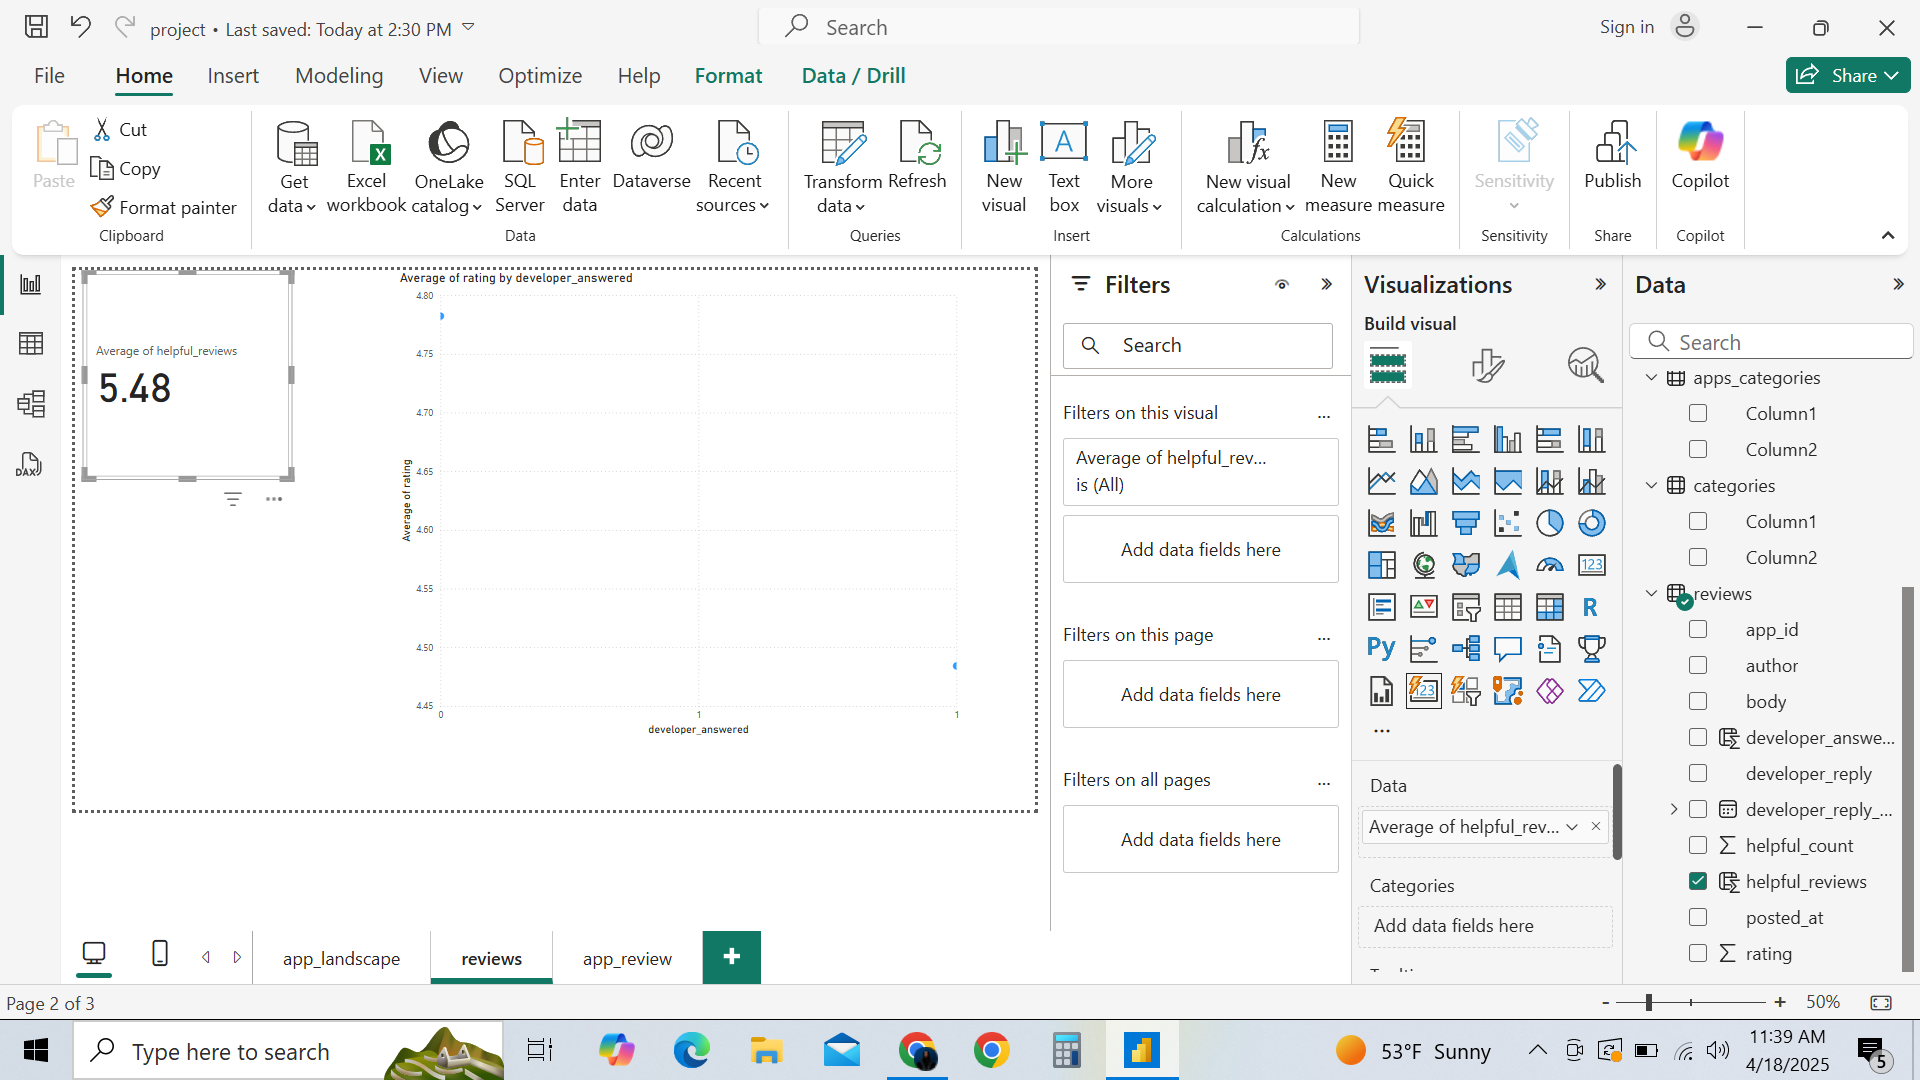 project • Last saved: Today at 2:30 PM
Search
Sign in
File
Home
Insert
Modeling
View
Optimize
Help
Format
Data / Drill
Share
Paste
Cut
Copy
Format painter
Clipboard
Get data
Excel workbook
OneLake catalog
SQL Server
Enter data
Dataverse
Recent sources
Data
Transform data
Refresh
Queries
New visual
Text box
More visuals
Insert
New visual calculation
New measure
Quick measure
Calculations
Sensitivity
Sensitivity
Publish
Share
Copilot
Copilot
DAX
Average of helpful_reviews
5.48
Average of rating by developer_answered
4.80
4.75
4.70
4.65
4.60
4.55
4.50
4.45
Average of rating
0
1
1
developer_answered
Filters
Search
Filters on this visual
...
Average of helpful_rev...
is (All)
Add data fields here
Filters on this page
...
Add data fields here
Filters on all pages
...
Add data fields here
Visualizations
Build visual
123
R
Py
123
...
Data
Average of helpful_rev...
Categories
Add data fields here
Data
Search
apps_categories
Column1
Column2
categories
Column1
Column2
reviews
app_id
author
body
developer_answe...
developer_reply
developer_reply_...
helpful_count
helpful_reviews
posted_at
rating
app_landscape
reviews
app_review
+
Page 2 of 3
- + 50%
Type here to search
53°F Sunny
11:39 AM
4/18/2025
5